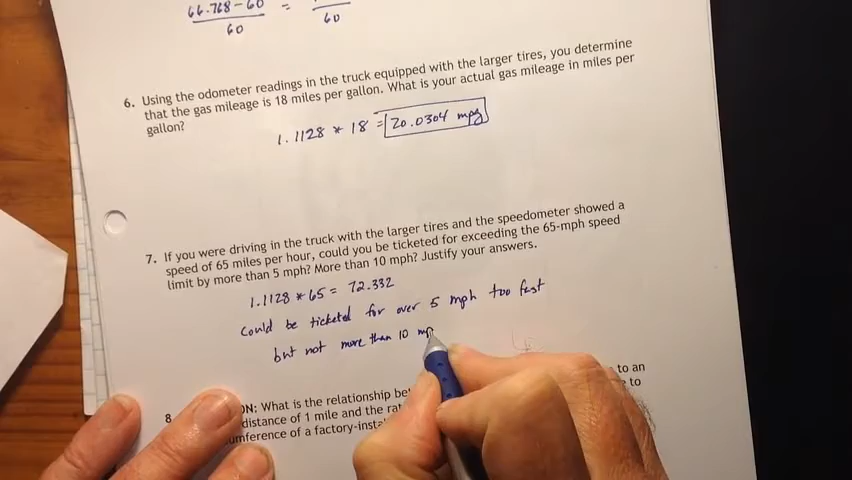 66.768 - 60
60
=
60
6. Using the odometer readings in the truck equipped with the larger tires, you determine
that the gas mileage is 18 miles per gallon. What is your actual gas mileage in miles per
gallon?
1.1128 * 18 = 20.0304 mpg
7. If you were driving in the truck with the larger tires and the speedometer showed a
speed of 65 miles per hour, could you be ticketed for exceeding the 65-mph speed
limit by more than 5 mph? More than 10 mph? Justify your answers.
1.1128 * 65 = 72.332
Could be ticketed for over 5 mph too fast
but not more than 10 mp
8 ON: What is the relationship be to an
distance of 1 mile and the ra to
umference of a factory-insta